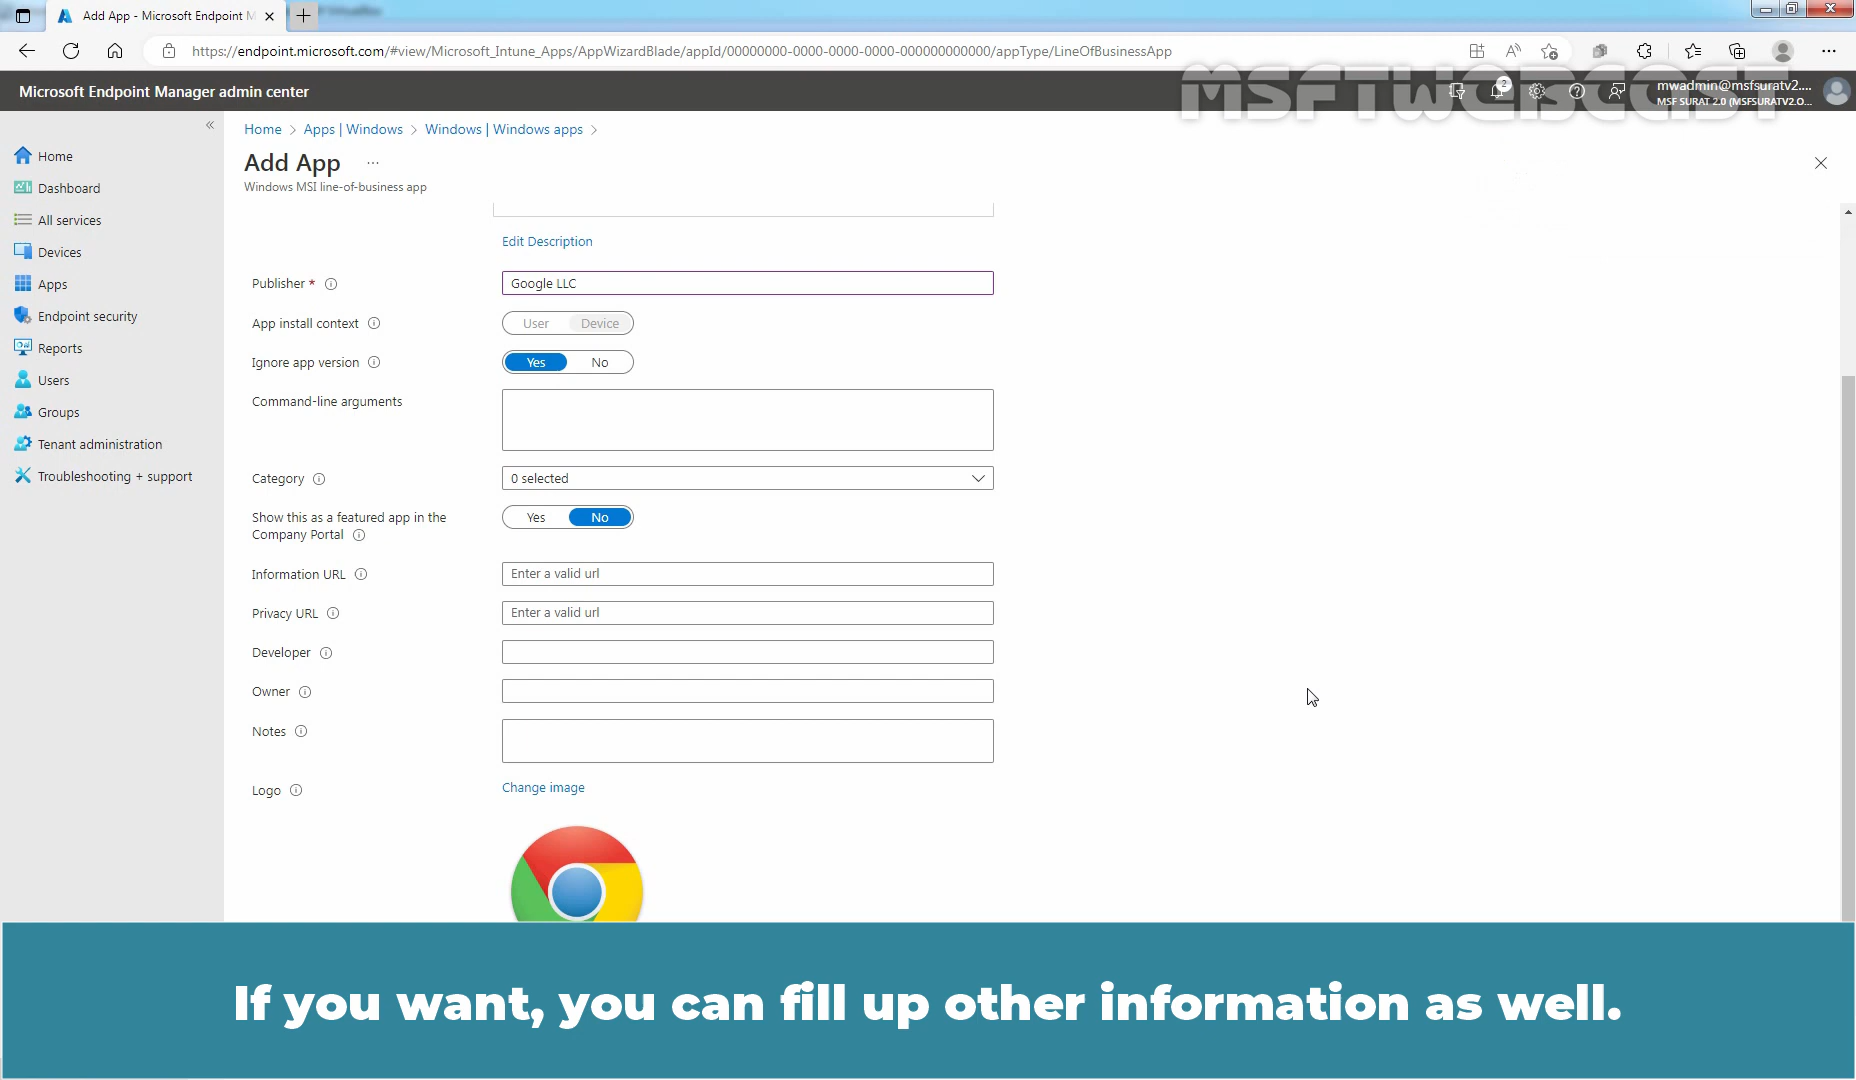 Add App - Microsoft Endpoint M
https://endpoint.microsoft.com/#view/Microsoft_Intune_Apps/AppWizardBlade/appId/00000000-0000-0000-0000-000000000000/appType/LineOfBusinessApp
MSFTWEBCAST
Microsoft Endpoint Manager admin center
2
mwadmin@msfsuratv2....
MSF SURAT 2.0 (MSFSURATV2.O...
Home > Apps | Windows > Windows | Windows apps >
Add App ...
Windows MSI line-of-business app
Home
Dashboard
All services
Devices
Apps
Endpoint security
Reports
Users
Groups
Tenant administration
Troubleshooting + support
Edit Description
Publisher * Google LLC
App install context User Device
Ignore app version Yes No
Command-line arguments
Category 0 selected
Show this as a featured app in the Yes No
Company Portal
Information URL Enter a valid url
Privacy URL Enter a valid url
Developer
Owner
Notes
Logo Change image
If you want, you can fill up other information as well.